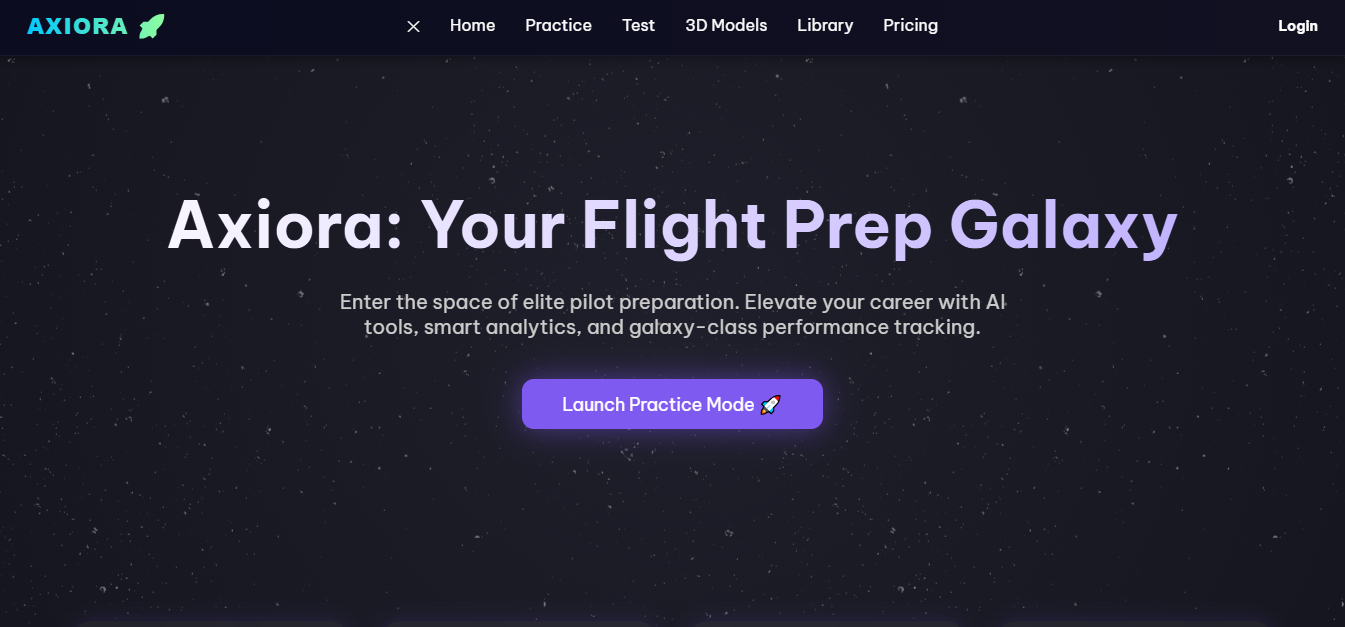 AXIORA
Home Practice Test 3D Models Library Pricing
Login
Axiora: Your Flight Prep Galaxy
Enter the space of elite pilot preparation. Elevate your career with AI
tools, smart analytics, and galaxy-class performance tracking.
Launch Practice Mode 🚀